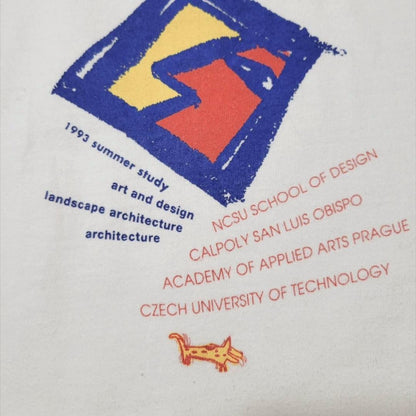 1993 summer study
art and design
landscape architecture
architecture
NCSU SCHOOL OF DESIGN
CALPOLY SAN LUIS OBISPO
ACADEMY OF APPLIED ARTS PRAGUE
CZECH UNIVERSITY OF TECHNOLOGY